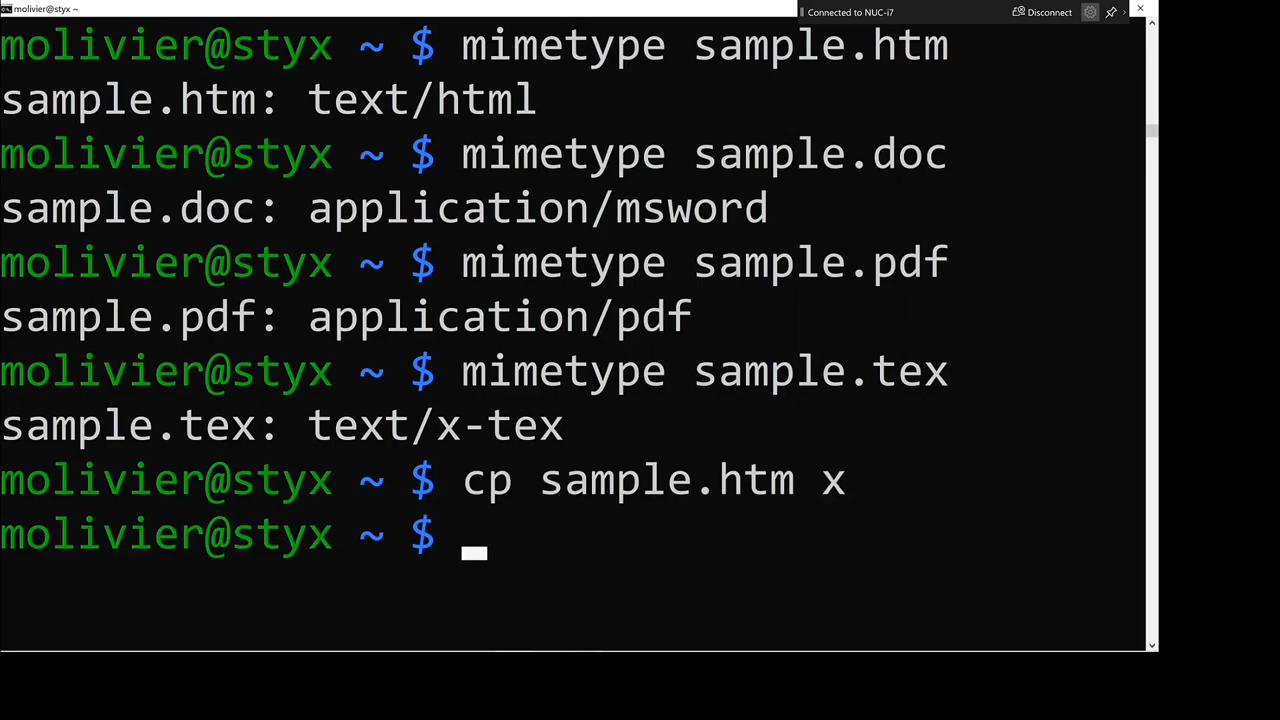 molivier@styx ~
Connected to NUC-i7
Disconnect
molivier@styx ~ $ mimetype sample.htm
sample.htm: text/html
molivier@styx ~ $ mimetype sample.doc
sample.doc: application/msword
molivier@styx ~ $ mimetype sample.pdf
sample.pdf: application/pdf
molivier@styx ~ $ mimetype sample.tex
sample.tex: text/x-tex
molivier@styx ~ $ cp sample.htm x
molivier@styx ~ $